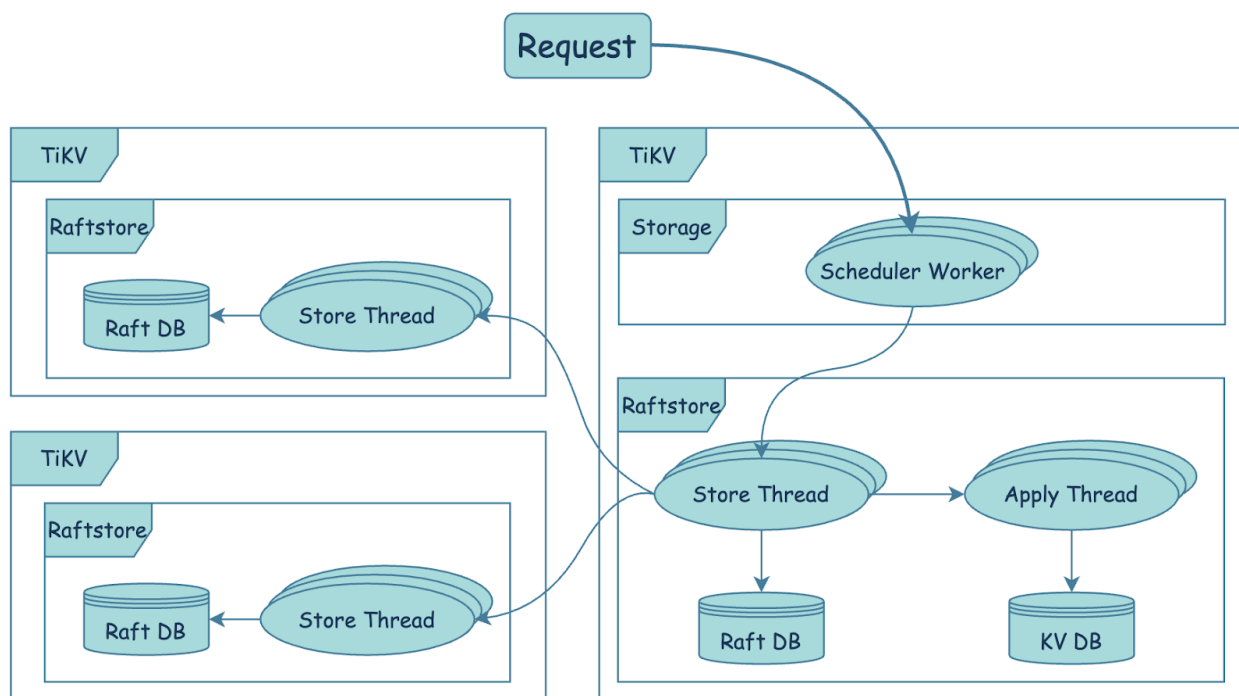 Request
TiKV
Raftstore
Raft DB
Store Thread
TiKV
Raftstore
Raft DB
Store Thread
TiKV
Storage
Scheduler Worker
Raftstore
Store Thread
Apply Thread
Raft DB
KV DB